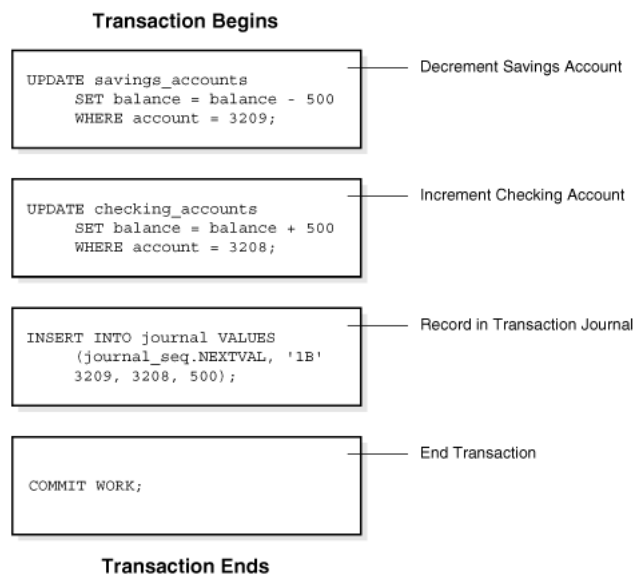 Transaction Begins
Decrement Savings Account
UPDATE savings_accounts
SET balance = balance - 500
WHERE account = 3209;
Increment Checking Account
UPDATE checking_accounts
SET balance = balance + 500
WHERE account = 3208;
Record in Transaction Journal
INSERT INTO journal VALUES
(journal_seq.NEXTVAL, '1B'
3209, 3208, 500);
End Transaction
COMMIT WORK;
Transaction Ends